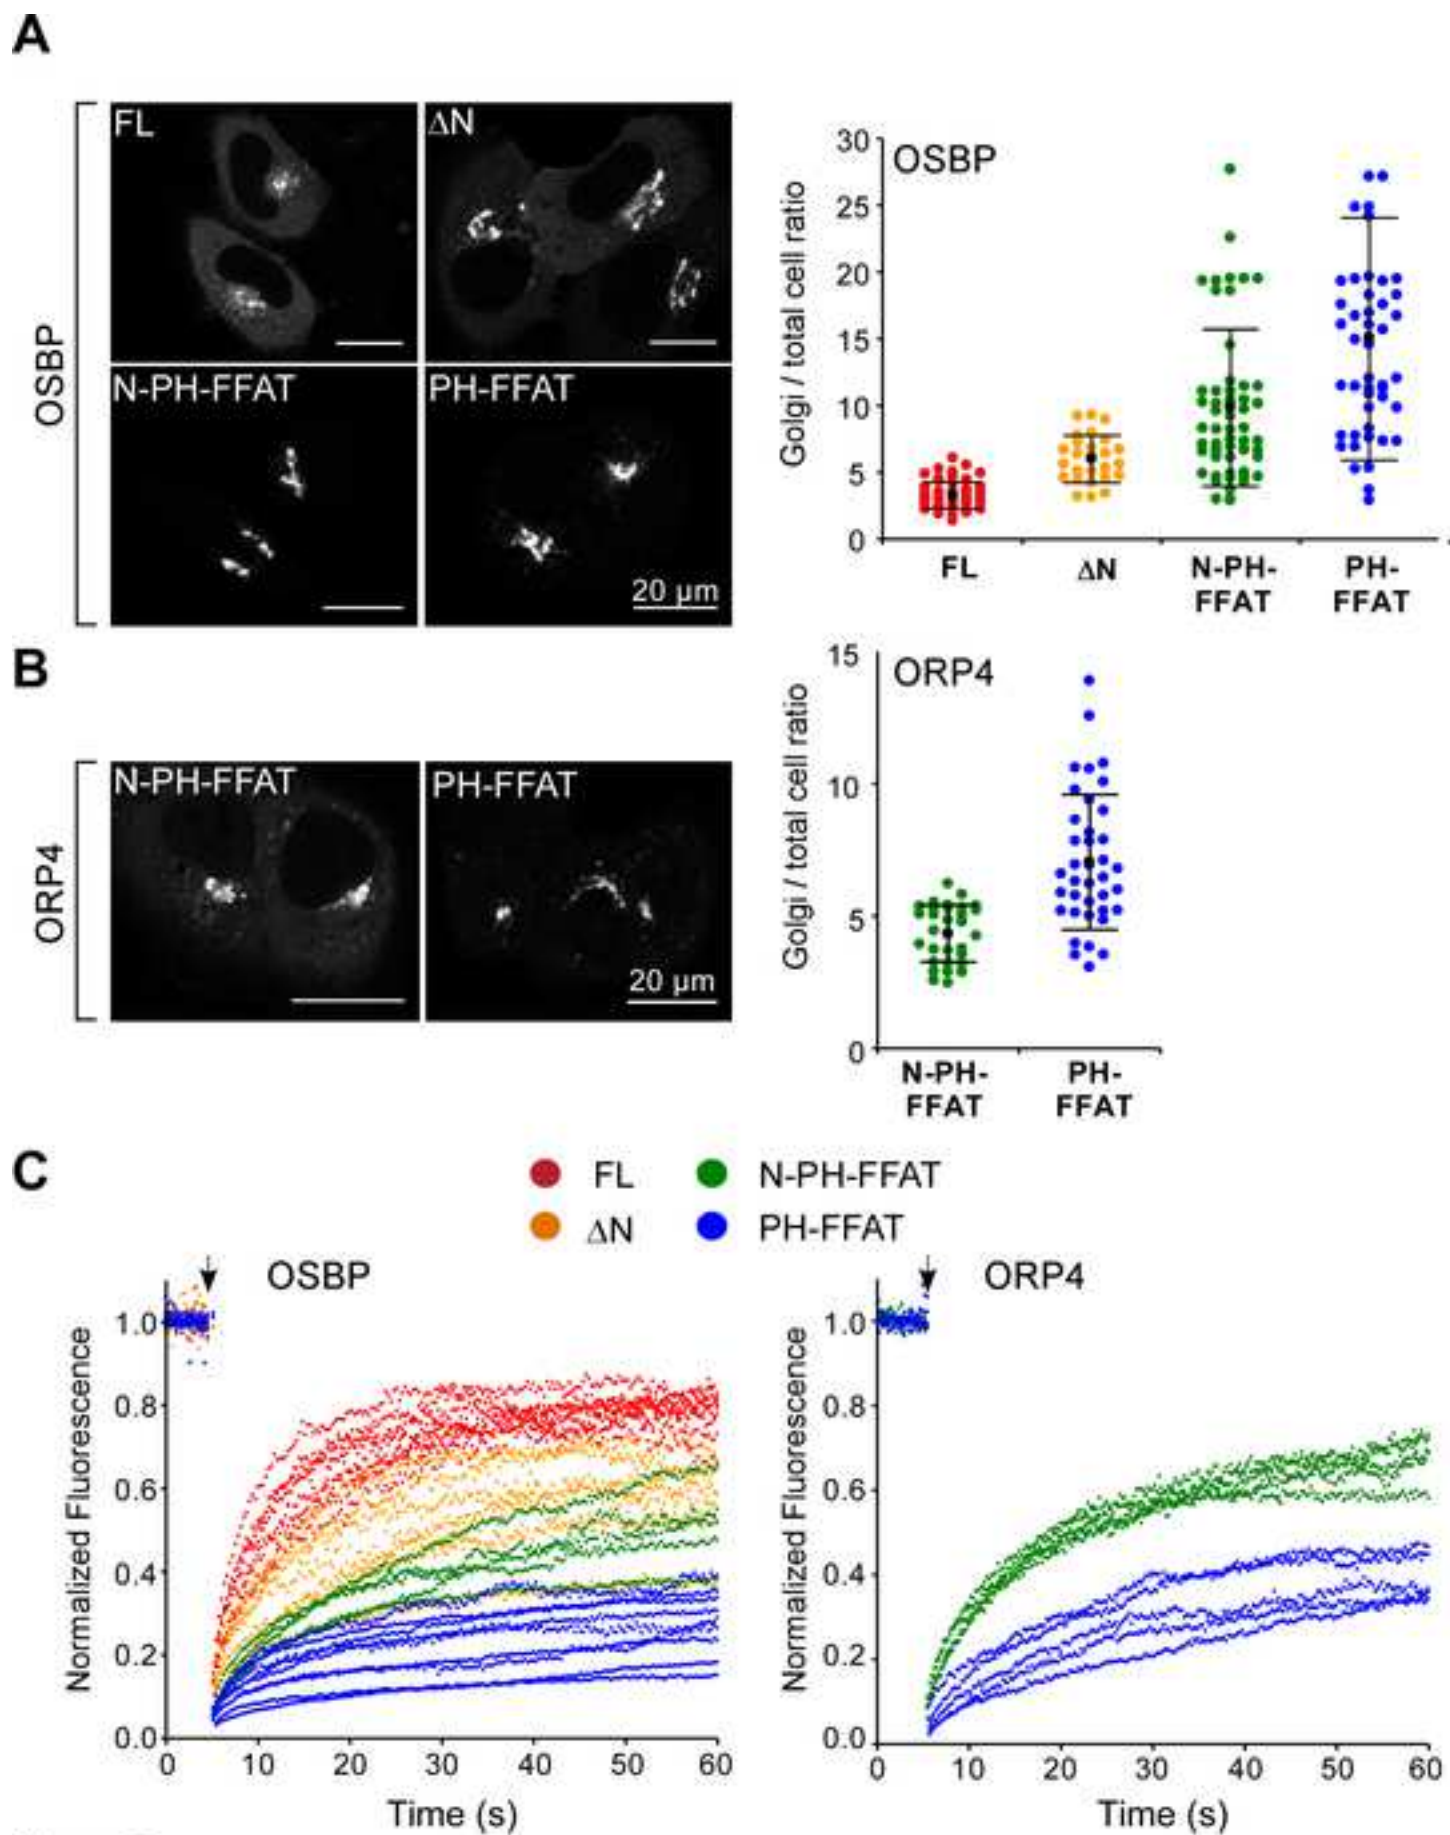 A
OSBP
FL
ΔN
N-PH-FFAT
PH-FFAT
20 µm
OSBP
Golgi / total cell ratio
30
25
20
15
10
5
0
FL
ΔN
N-PH-
FFAT
PH-
FFAT
B
ORP4
N-PH-FFAT
PH-FFAT
20 µm
ORP4
Golgi / total cell ratio
15
10
5
0
N-PH-
FFAT
PH-
FFAT
C
FL
N-PH-FFAT
ΔN
PH-FFAT
OSBP
Normalized Fluorescence
1.0
0.8
0.6
0.4
0.2
0.0
0 10 20 30 40 50 60
Time (s)
ORP4
Normalized Fluorescence
1.0
0.8
0.6
0.4
0.2
0.0
0 10 20 30 40 50 60
Time (s)